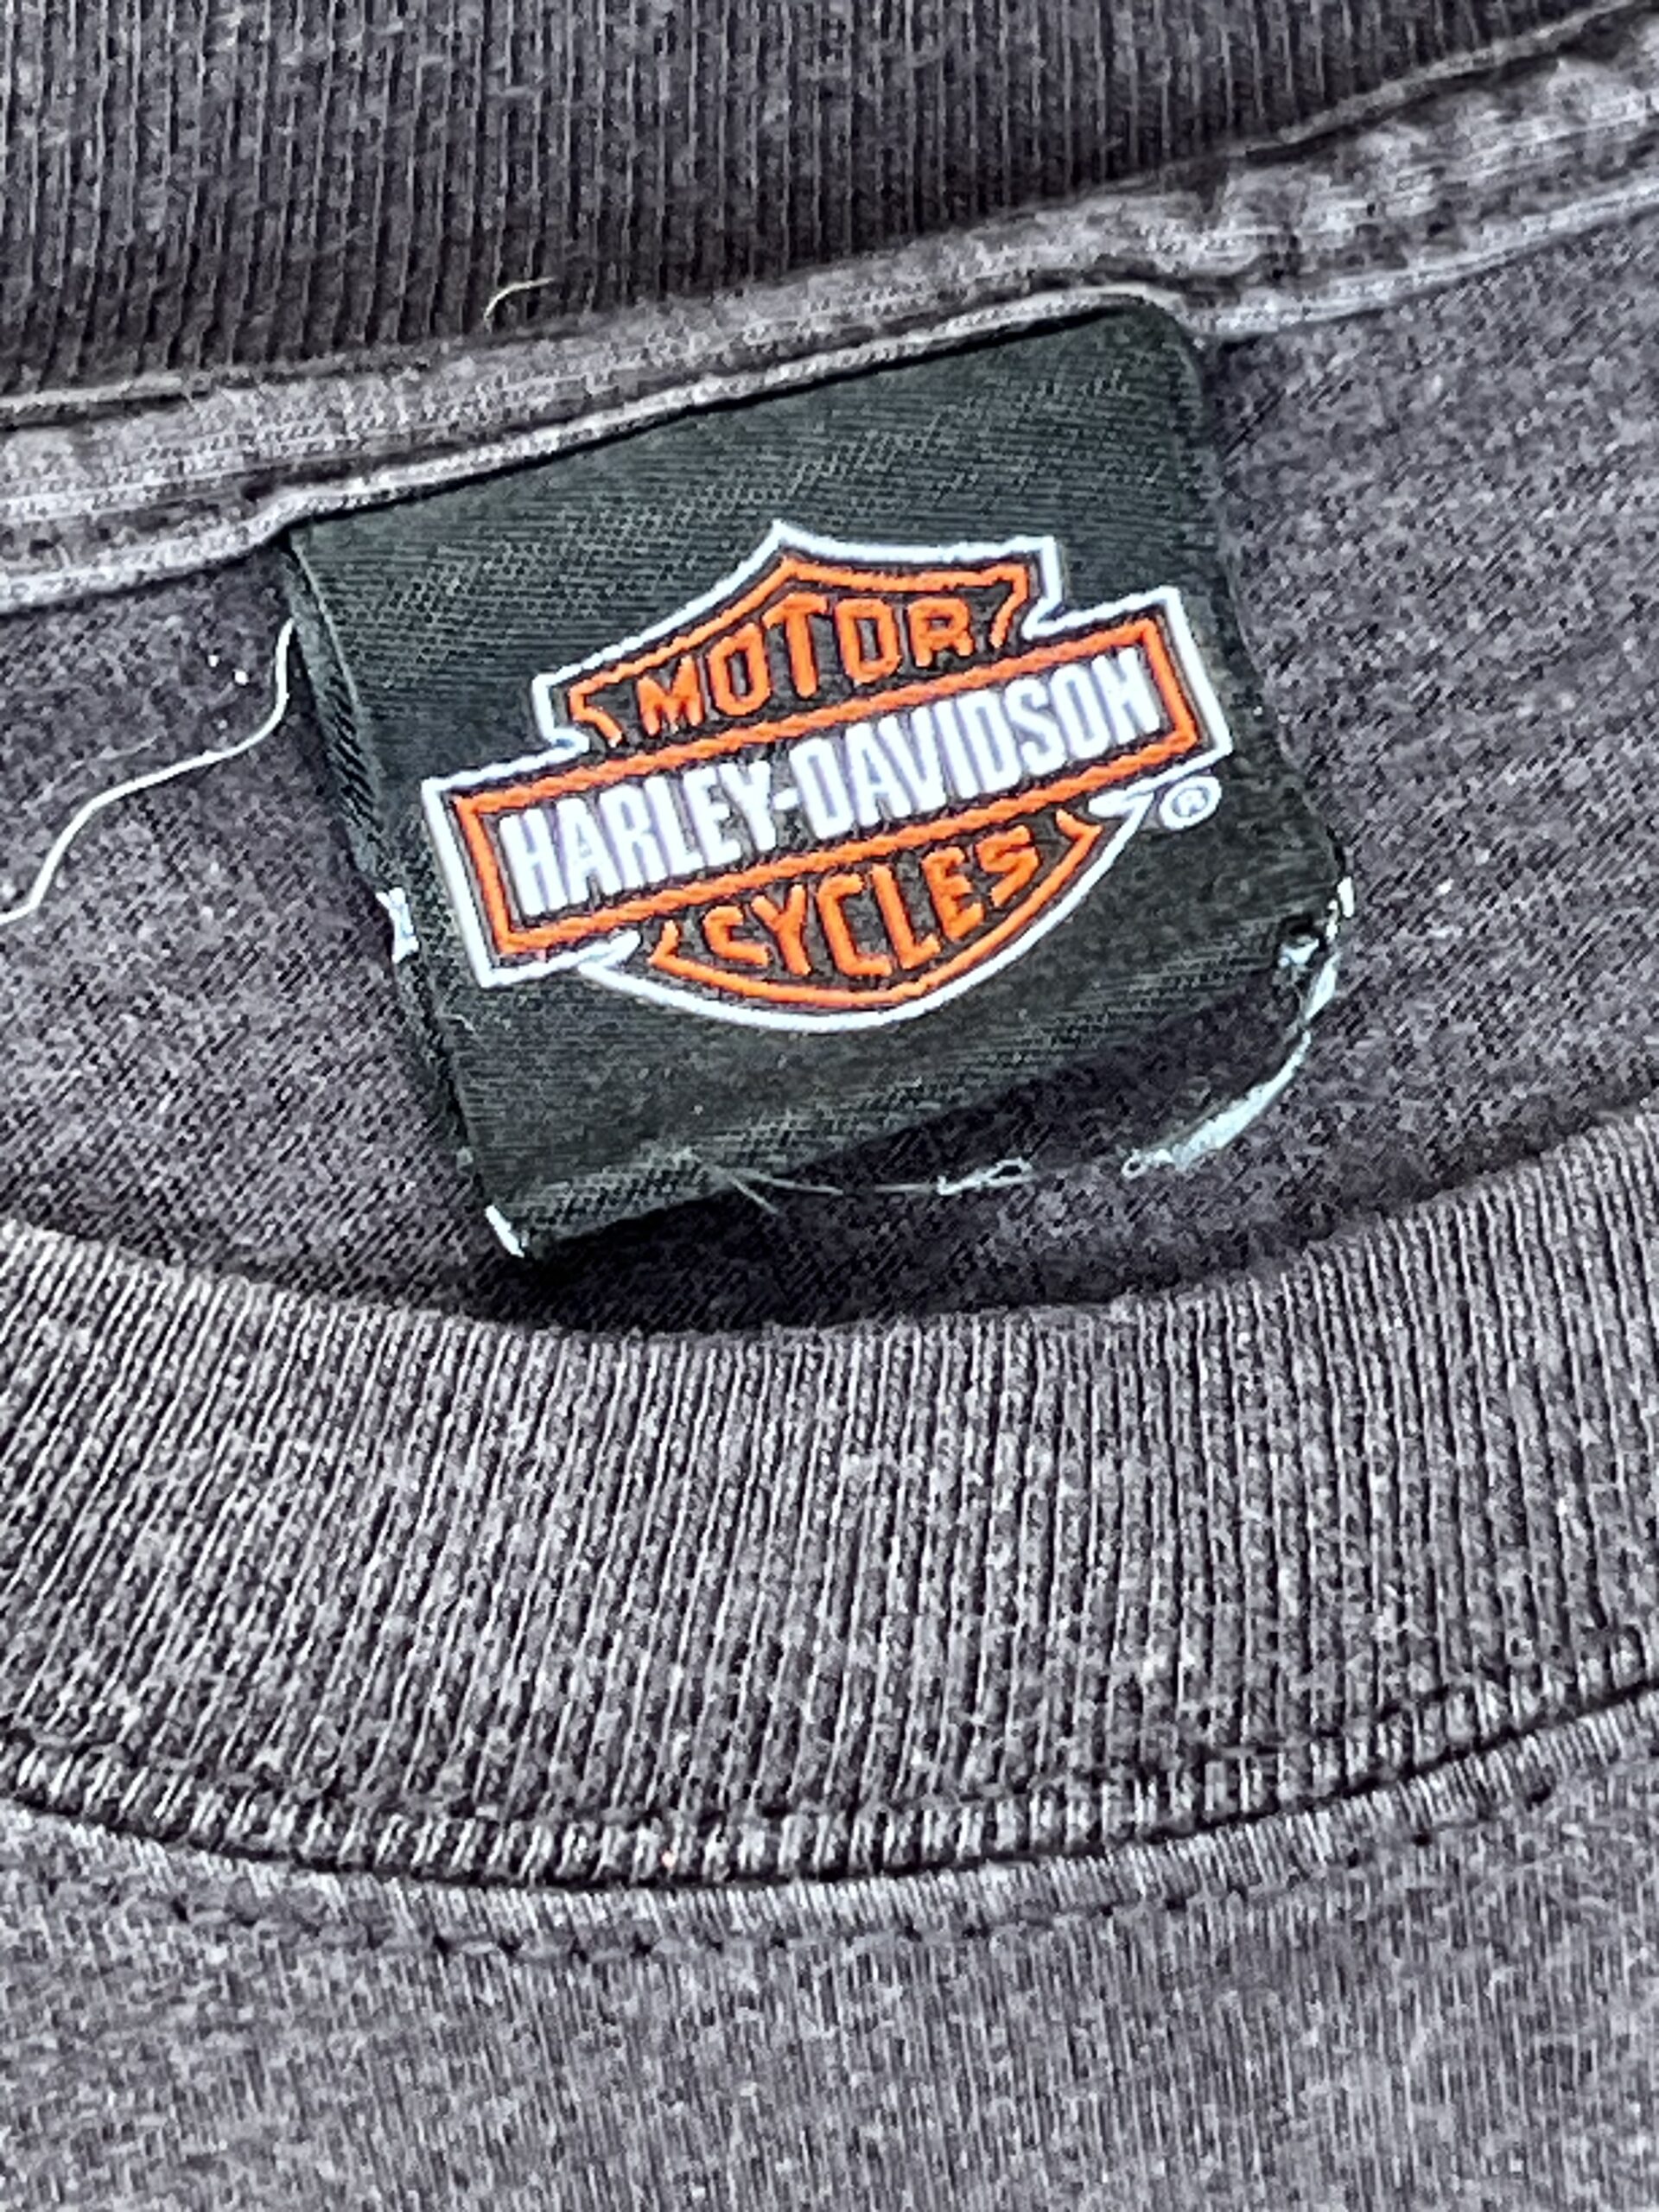 MOTOR
HARLEY-DAVIDSON
®
CYCLES